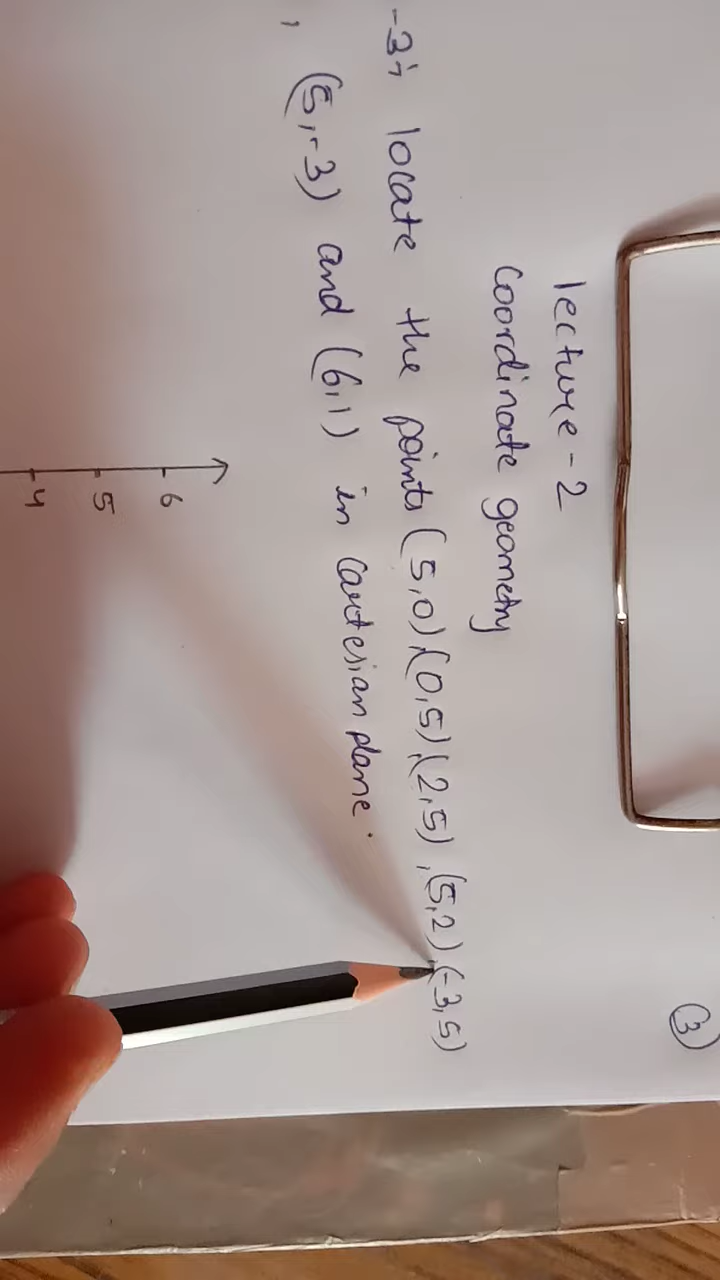 (3)
lecture - 2
Coordinate geometry
-3; locate the points (5,0),(0,5),(2,5),(5,2),(-3,5)
, (5,-3) and (6,1) in Cartesian plane.
6
5
4